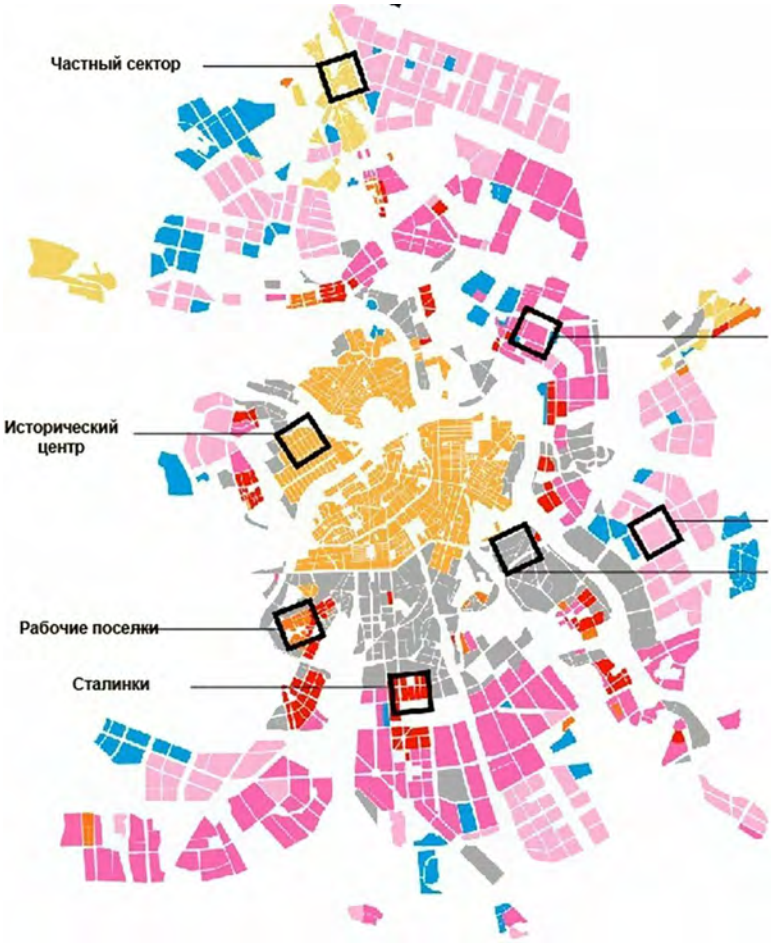 Частный сектор
Исторический
центр
Рабочие поселки
Сталинки